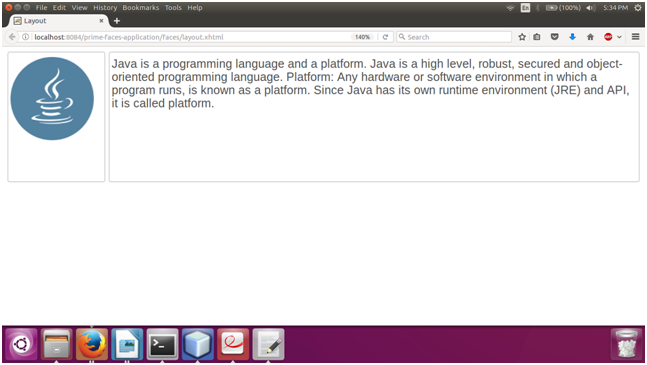 File Edit View History Bookmarks Tools Help
En
(100%)
5:34 PM
Layout
localhost:8084/prime-faces-application/faces/layout.xhtml
140%
Search
ABP
Java is a programming language and a platform. Java is a high level, robust, secured and object-
oriented programming language. Platform: Any hardware or software environment in which a
program runs, is known as a platform. Since Java has its own runtime environment (JRE) and API,
it is called platform.